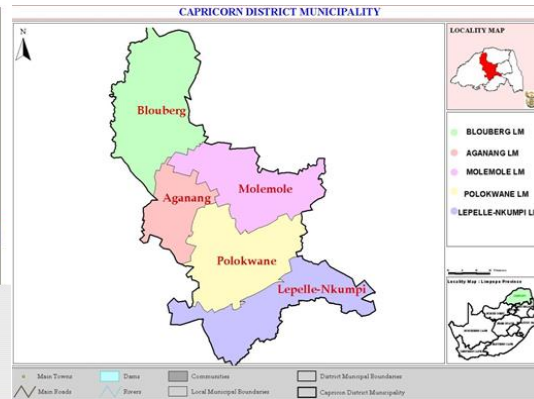 CAPRICORN DISTRICT MUNICIPALITY
N
LOCALITY MAP
Blouberg
Aganang
Molemole
Polokwane
Lepelle-Nkumpi
BLOUBERG LM
AGANANG LM
MOLEMOLE LM
POLOKWANE LM
LEPELLE-NKUMPI L
Locality Map : Limpopo Province
Main Towns
Dams
Communities
District Municipal Boundaries
Main Roads
Rivers
Local Municipal Boundaries
Capricorn District Municipality